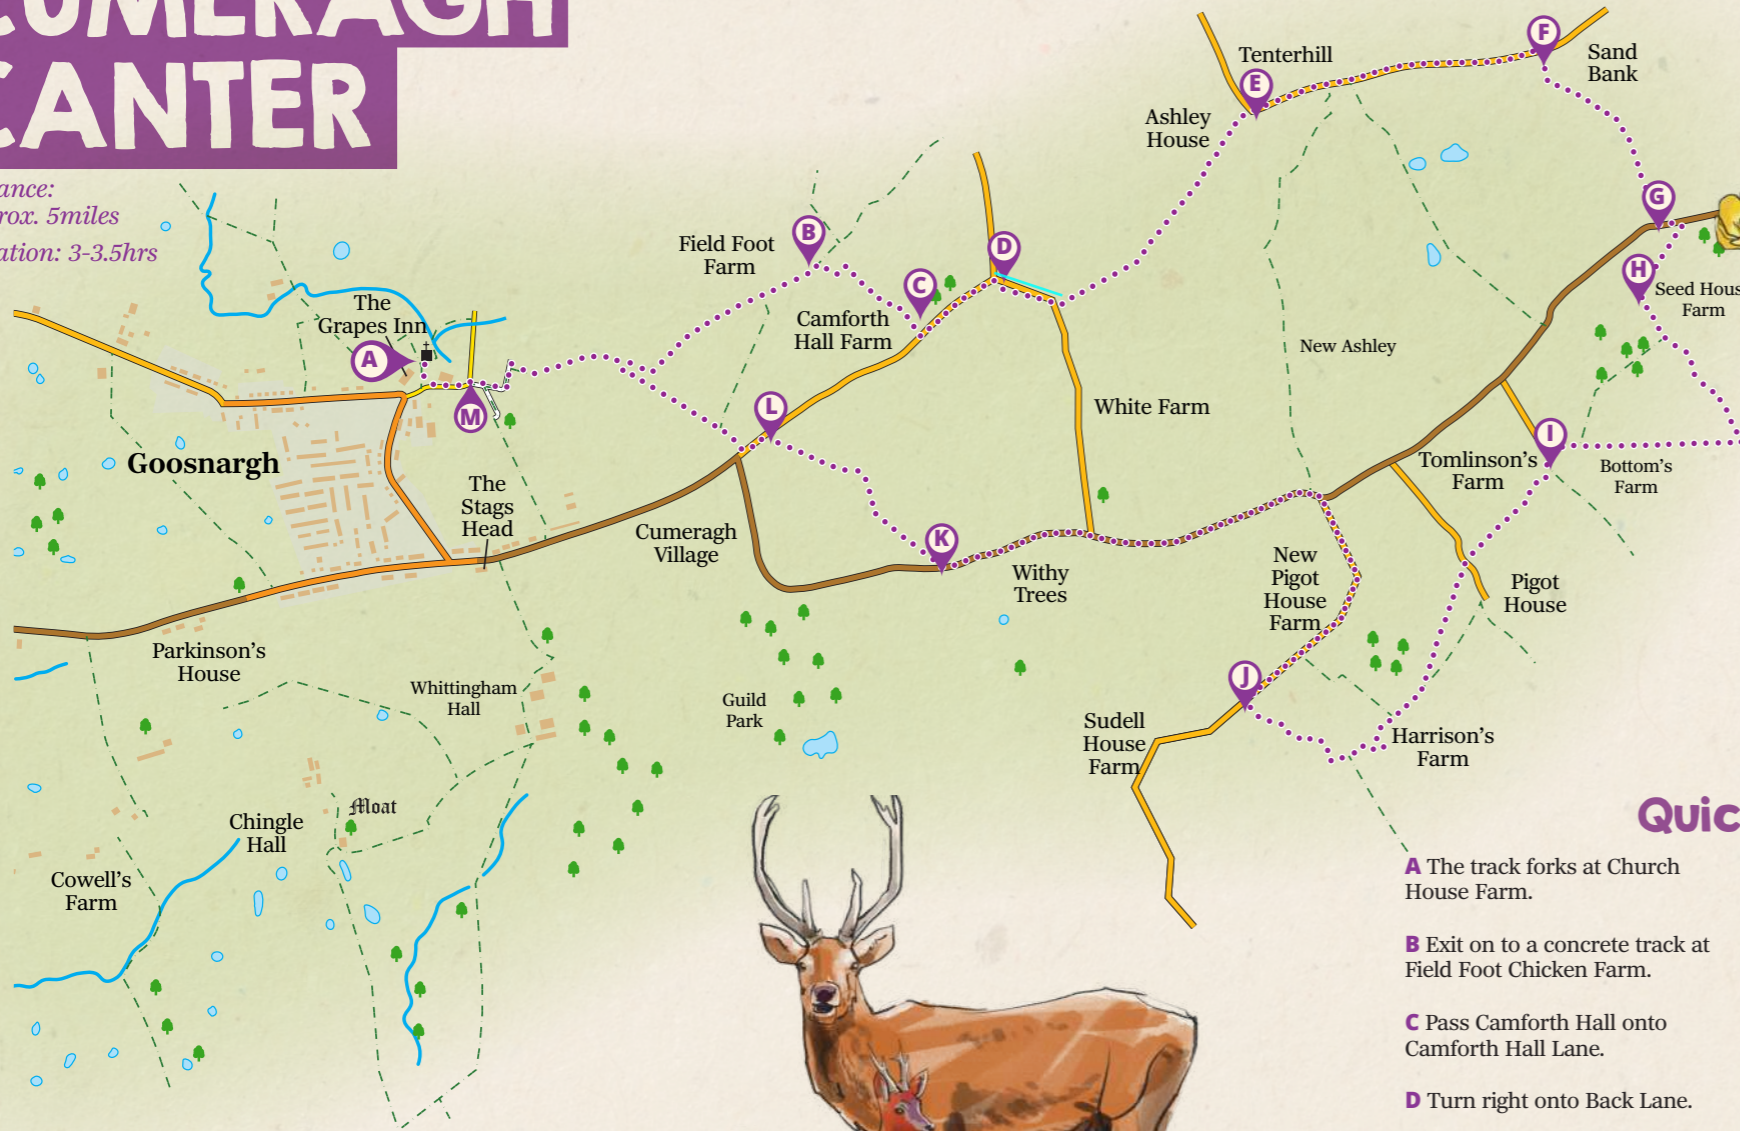 CUMERAGH
CANTER
ance:
rox. 5miles
ation: 3-3.5hrs
Tenterhill
F
Sand
Bank
E
Ashley
House
G
B
Field Foot
Farm
D
H
Seed Hous
Farm
C
Camforth
Hall Farm
The
Grapes Inn
A
M
New Ashley
White Farm
L
I
Tomlinson's
Farm
Bottom's
Farm
Goosnargh
The
Stags
Head
Cumeragh
Village
K
Withy
Trees
New
Pigot
House
Farm
Pigot
House
Parkinson's
House
Whittingham
Hall
Guild
Park
J
Sudell
House
Farm
Harrison's
Farm
Moat
Chingle
Hall
Cowell's
Farm
Quic
A The track forks at Church
House Farm.
B Exit on to a concrete track at
Field Foot Chicken Farm.
C Pass Camforth Hall onto
Camforth Hall Lane.
D Turn right onto Back Lane.